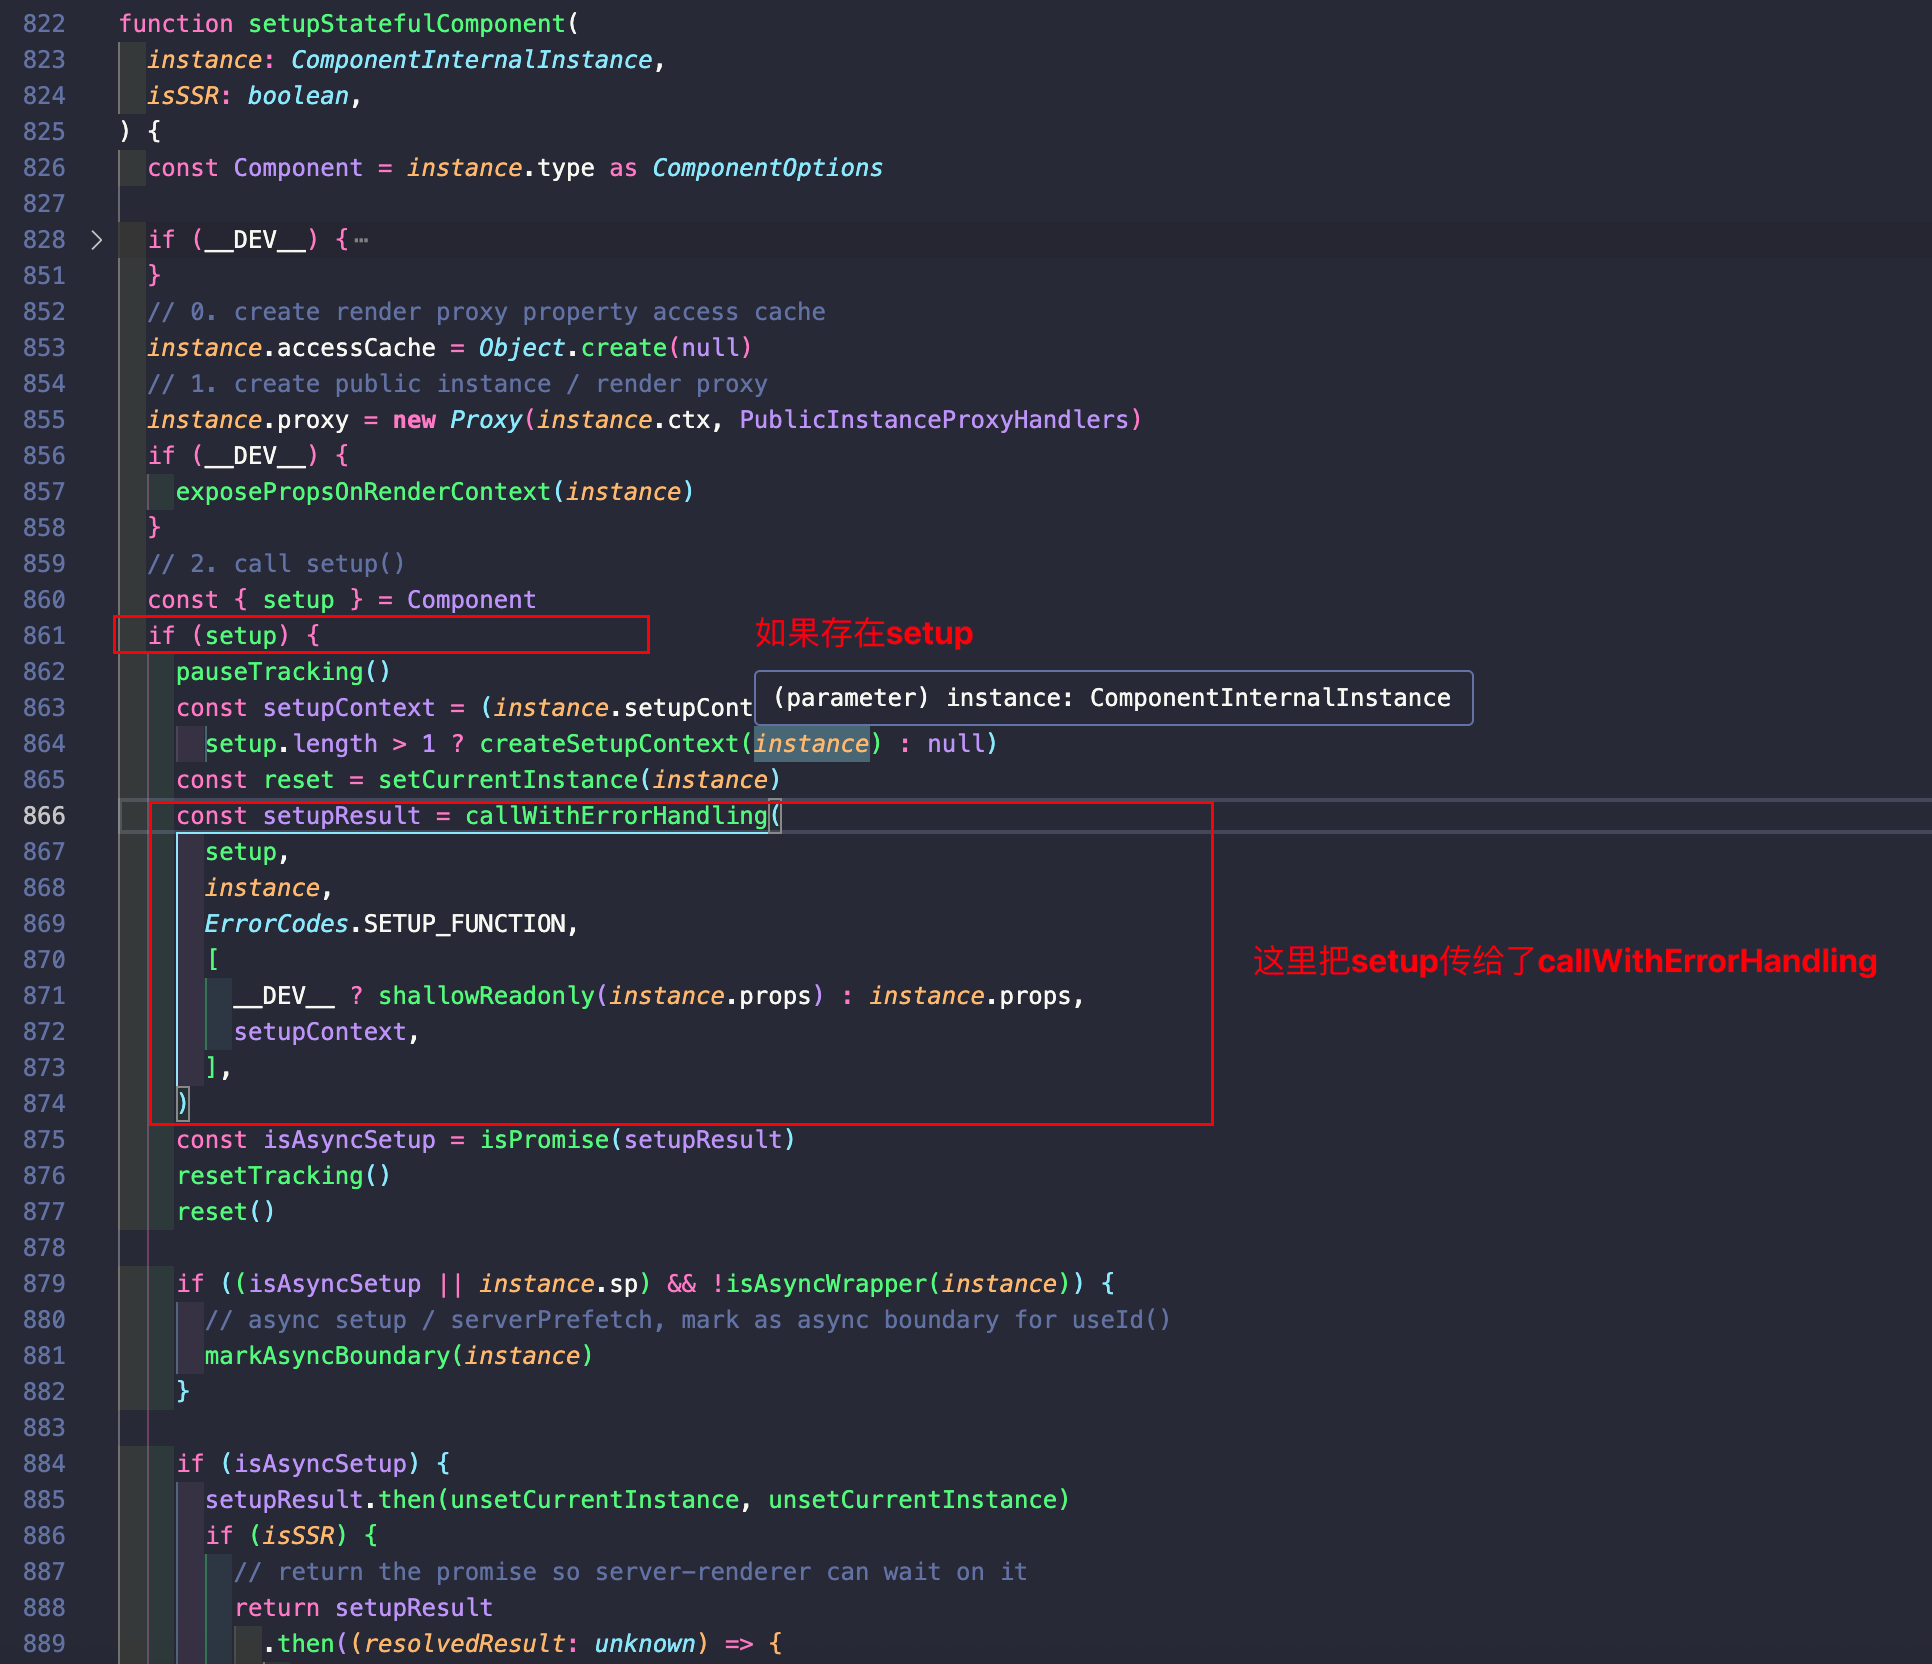 822 function setupStatefulComponent(
823 instance: ComponentInternalInstance,
824 isSSR: boolean,
825 ) {
826 const Component = instance.type as ComponentOptions
827
828 if (__DEV__) {⋯
851 }
852 // 0. create render proxy property access cache
853 instance.accessCache = Object.create(null)
854 // 1. create public instance / render proxy
855 instance.proxy = new Proxy(instance.ctx, PublicInstanceProxyHandlers)
856 if (__DEV__) {
857 exposePropsOnRenderContext(instance)
858 }
859 // 2. call setup()
860 const { setup } = Component
861 if (setup) {
如果存在setup
862 pauseTracking()
863 const setupContext = (instance.setupCont
(parameter) instance: ComponentInternalInstance
864 setup.length > 1 ? createSetupContext(instance) : null)
865 const reset = setCurrentInstance(instance)
866 const setupResult = callWithErrorHandling(
867 setup,
868 instance,
869 ErrorCodes.SETUP_FUNCTION,
870 [
这里把setup传给了callWithErrorHandling
871 __DEV__ ? shallowReadonly(instance.props) : instance.props,
872 setupContext,
873 ],
874 )
875 const isAsyncSetup = isPromise(setupResult)
876 resetTracking()
877 reset()
878
879 if ((isAsyncSetup || instance.sp) && !isAsyncWrapper(instance)) {
880 // async setup / serverPrefetch, mark as async boundary for useId()
881 markAsyncBoundary(instance)
882 }
883
884 if (isAsyncSetup) {
885 setupResult.then(unsetCurrentInstance, unsetCurrentInstance)
886 if (isSSR) {
887 // return the promise so server-renderer can wait on it
888 return setupResult
889 .then((resolvedResult: unknown) => {